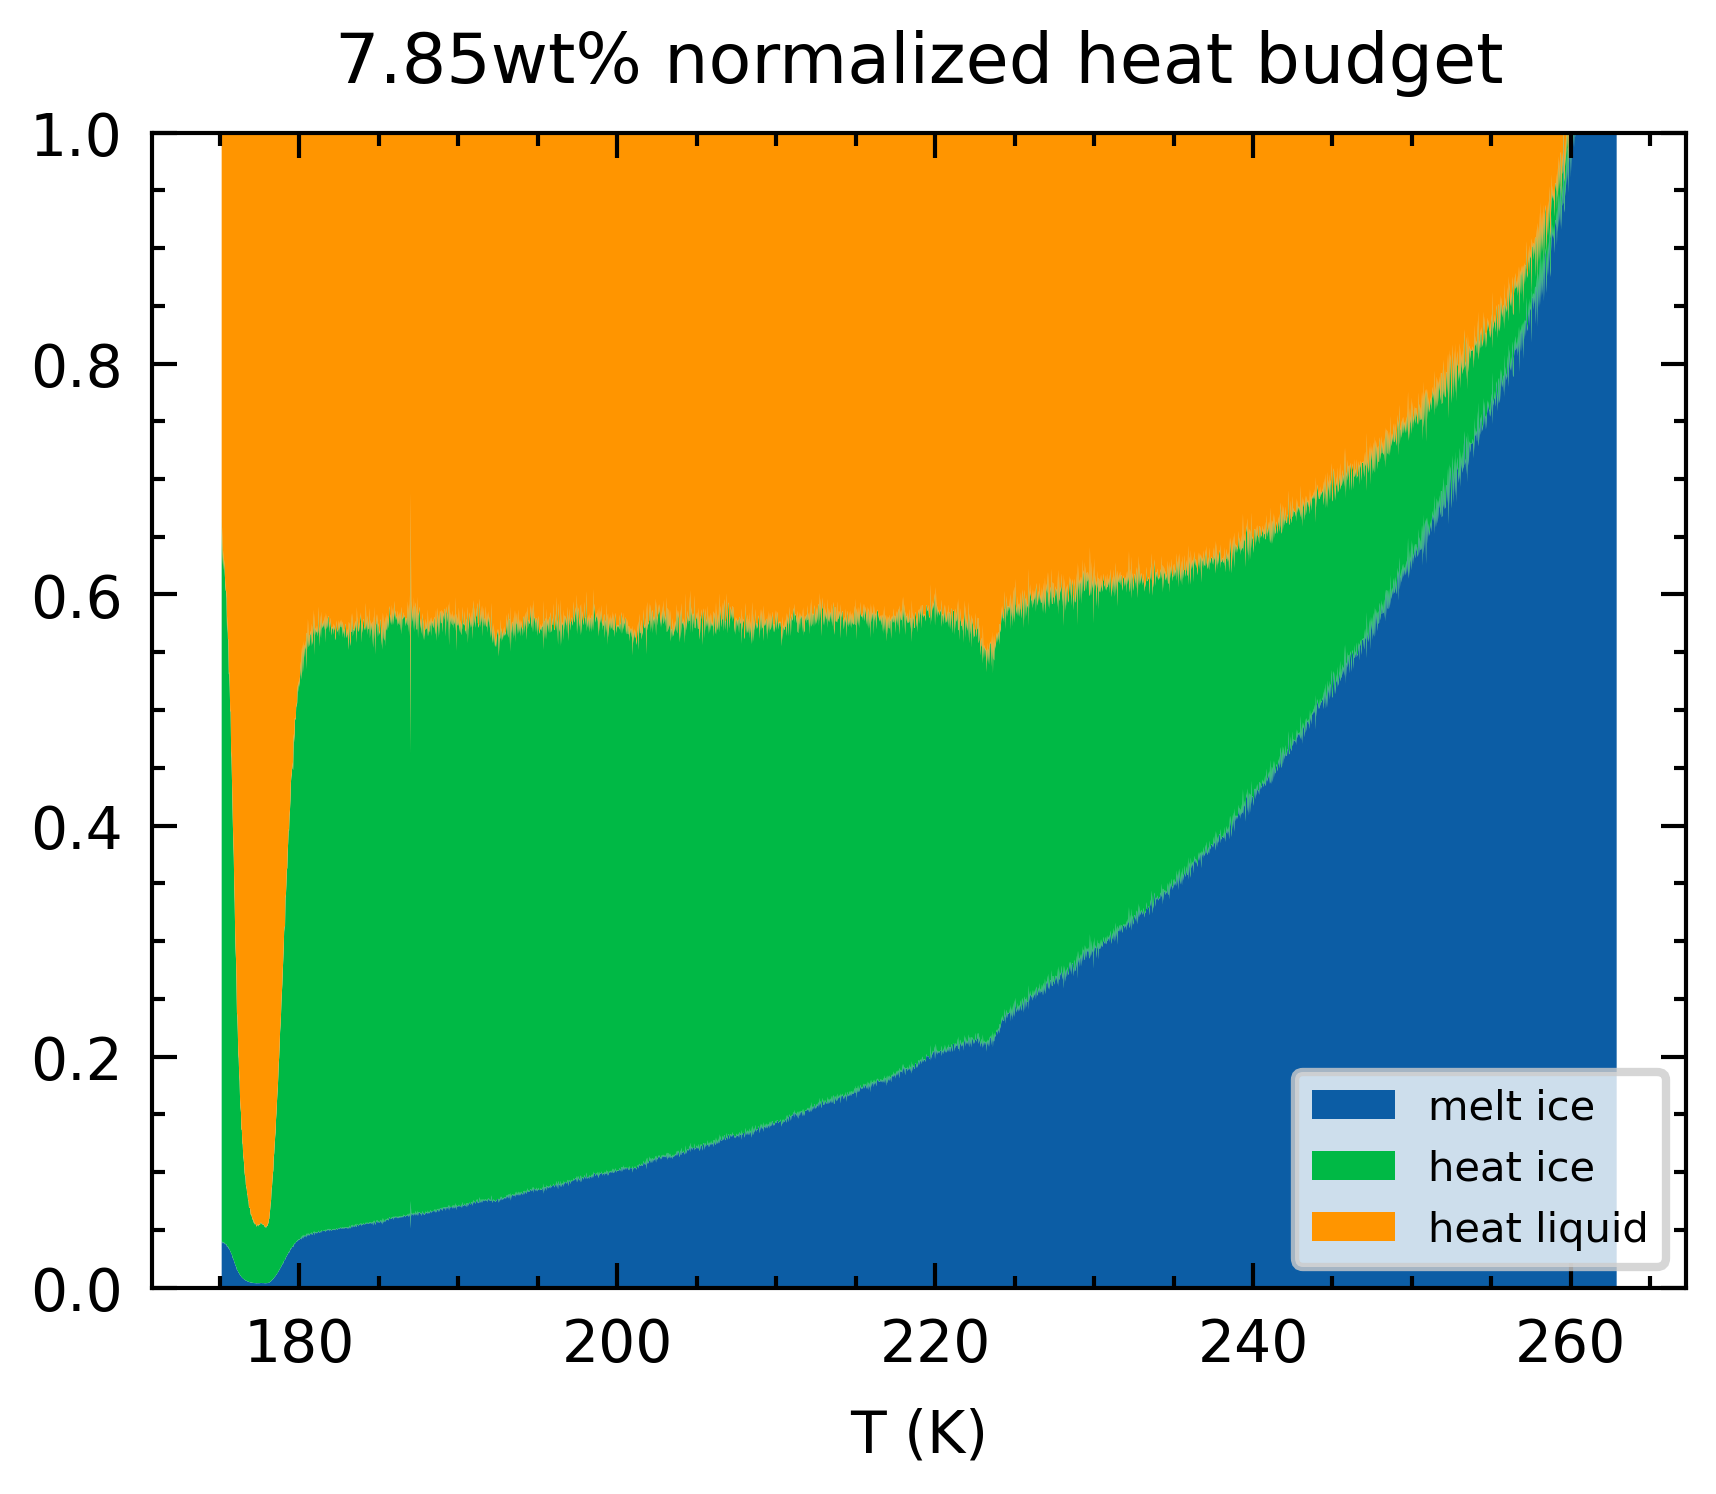 7.85wt% normalized heat budget
1.0
0.8
0.6
0.4
0.2
0.0
melt ice
heat ice
heat liquid
180 200 220 240 260
T (K)